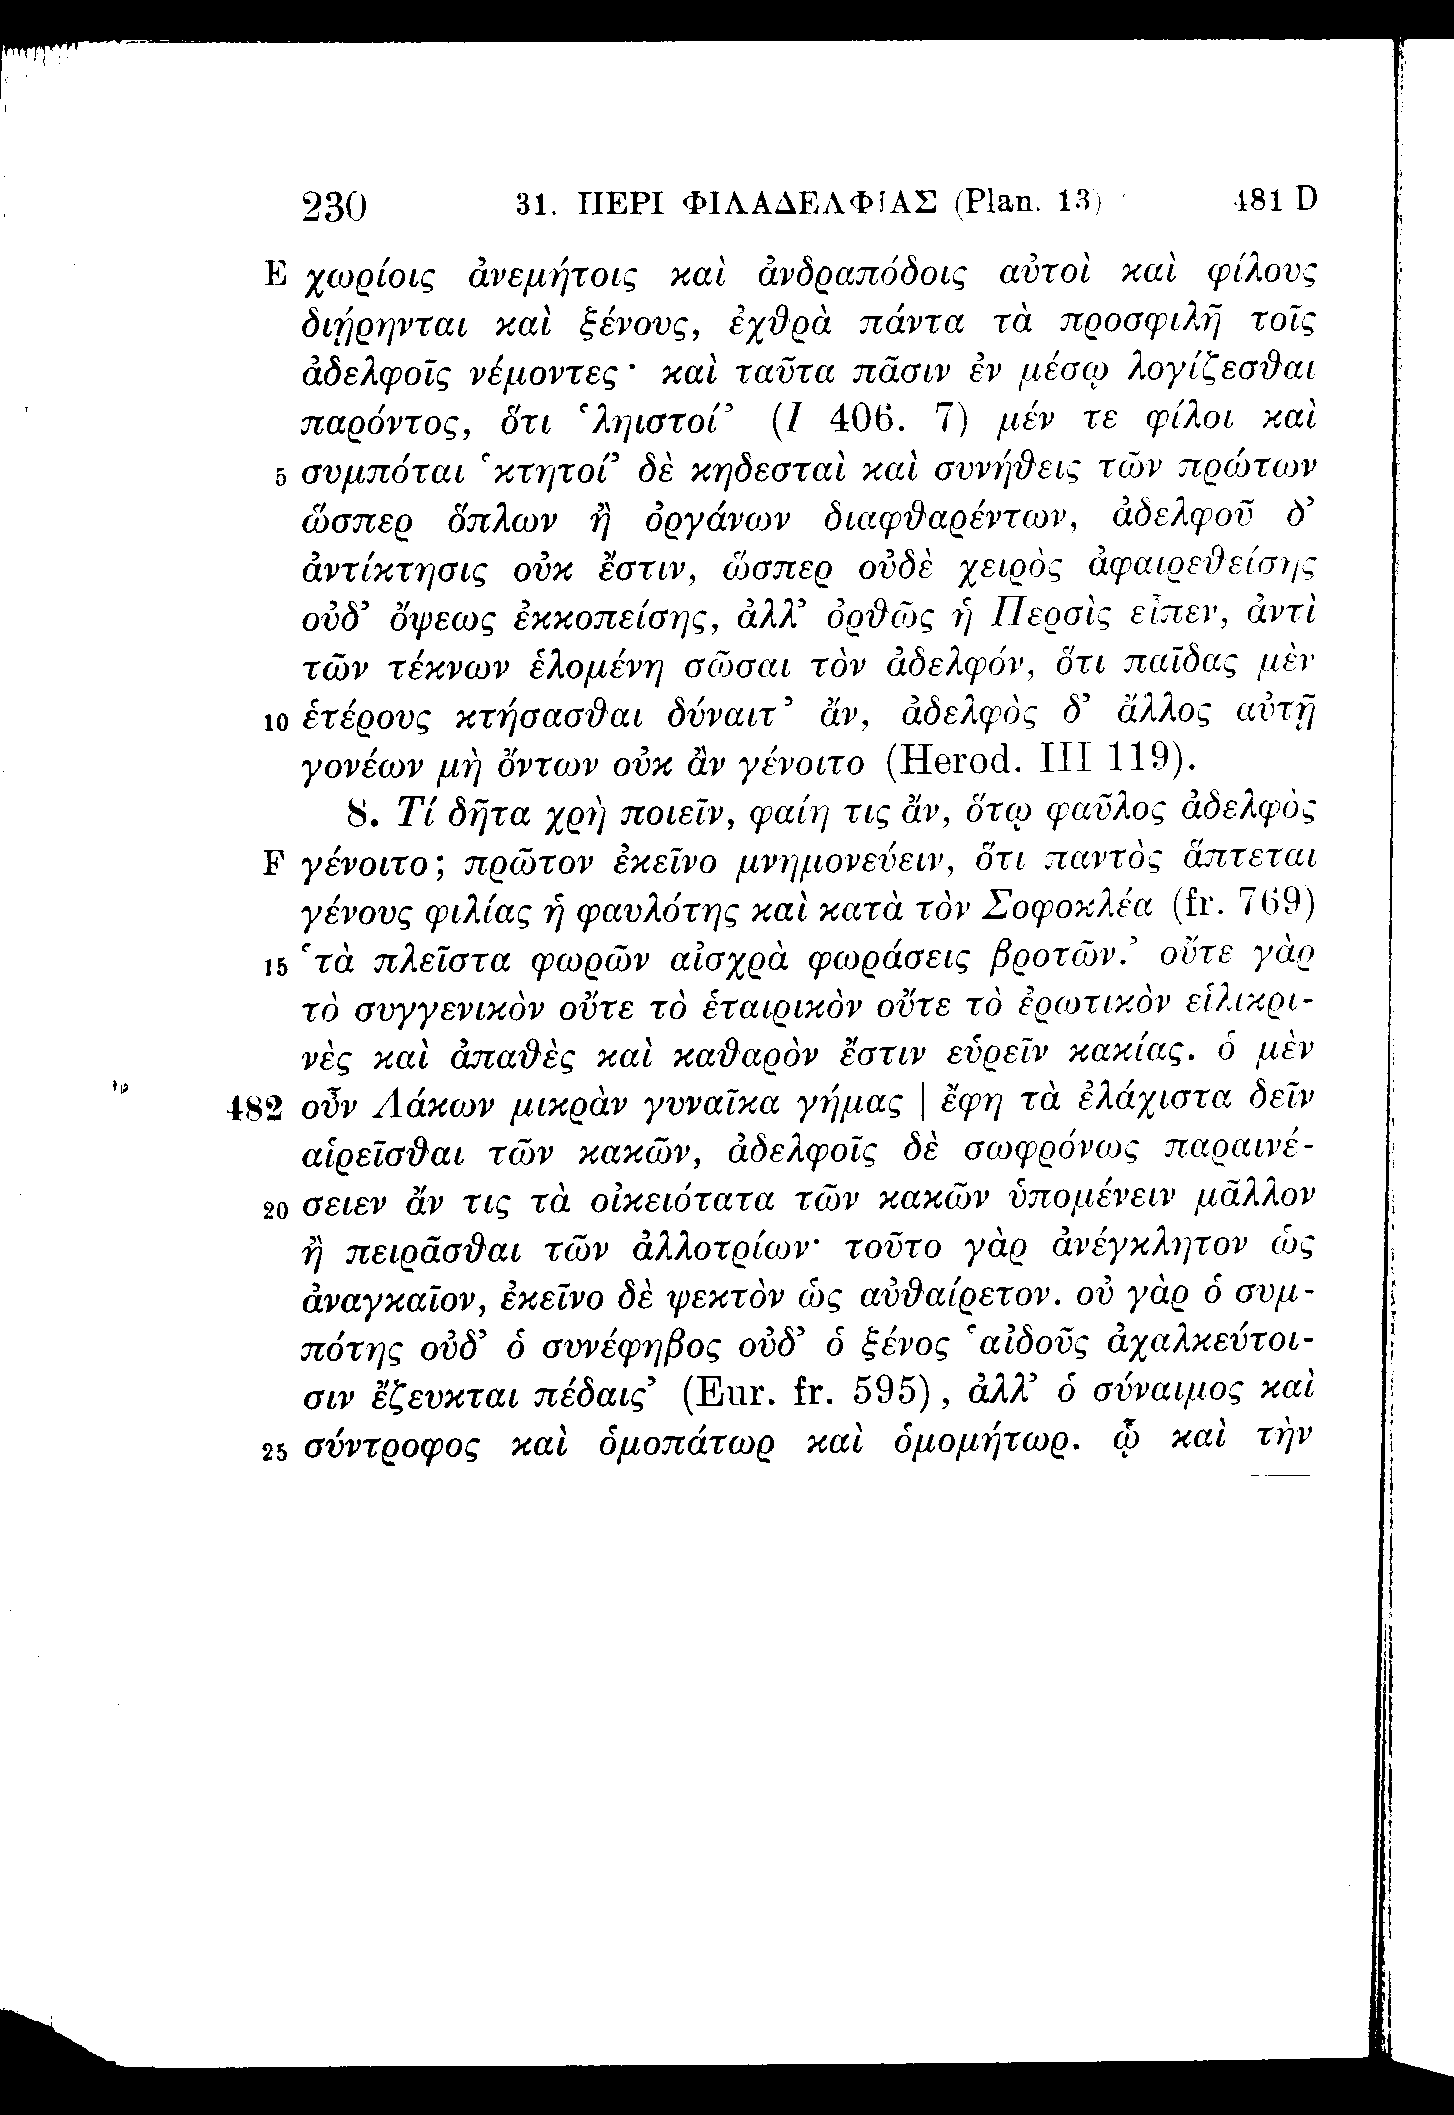 230 31. ΠΕΡΙ ΦΙΛΑΔΕΛΦΙΑΣ (Plan. 13) 481 D
E χωρίοις ἀνεμήτοις καὶ ἀνδραπόδοις αὐτοὶ καὶ φίλους
διῄρηνται καὶ ξένους, ἐχθρὰ πάντα τὰ προσφιλῆ τοῖς
ἀδελφοῖς νέμοντες· καὶ ταῦτα πᾶσιν ἐν μέσῳ λογίζεσθαι
παρόντος, ὅτι ‘ληιστοί’ (I 406. 7) μέν τε φίλοι καὶ
5 συμπόται ‘κτητοί’ δὲ κηδεσταὶ καὶ συνήθεις τῶν πρώτων
ὥσπερ ὅπλων ἢ ὀργάνων διαφθαρέντων, ἀδελφοῦ δ’
ἀντίκτησις οὐκ ἔστιν, ὥσπερ οὐδὲ χειρὸς ἀφαιρεθείσης
οὐδ’ ὄψεως ἐκκοπείσης, ἀλλ’ ὀρθῶς ἡ Περσὶς εἶπεν, ἀντὶ
τῶν τέκνων ἑλομένη σῶσαι τὸν ἀδελφόν, ὅτι παῖδας μὲν
10 ἑτέρους κτήσασθαι δύναιτ’ ἄν, ἀδελφὸς δ’ ἄλλος αὐτῇ
γονέων μὴ ὄντων οὐκ ἂν γένοιτο (Herod. III 119).
8. Τί δῆτα χρὴ ποιεῖν, φαίη τις ἄν, ὅτῳ φαῦλος ἀδελφὸς
F γένοιτο; πρῶτον ἐκεῖνο μνημονεύειν, ὅτι παντὸς ἅπτεται
γένους φιλίας ἡ φαυλότης καὶ κατὰ τὸν Σοφοκλέα (fr. 769)
15 ‘τὰ πλεῖστα φωρῶν αἰσχρὰ φωράσεις βροτῶν.’ οὔτε γὰρ
τὸ συγγενικὸν οὔτε τὸ ἑταιρικὸν οὔτε τὸ ἐρωτικὸν εἰλικρι-
νὲς καὶ ἀπαθὲς καὶ καθαρὸν ἔστιν εὑρεῖν κακίας. ὁ μὲν
482 οὖν Λάκων μικρὰν γυναῖκα γήμας | ἔφη τὰ ἐλάχιστα δεῖν
αἱρεῖσθαι τῶν κακῶν, ἀδελφοῖς δὲ σωφρόνως παραινέ-
20 σειεν ἄν τις τὰ οἰκειότατα τῶν κακῶν ὑπομένειν μᾶλλον
ἢ πειρᾶσθαι τῶν ἀλλοτρίων· τοῦτο γὰρ ἀνέγκλητον ὡς
ἀναγκαῖον, ἐκεῖνο δὲ ψεκτὸν ὡς αὐθαίρετον. οὐ γὰρ ὁ συμ-
πότης οὐδ’ ὁ συνέφηβος οὐδ’ ὁ ξένος ‘αἰδοῦς ἀχαλκεύτοι-
σιν ἔζευκται πέδαις’ (Eur. fr. 595), ἀλλ’ ὁ σύναιμος καὶ
25 σύντροφος καὶ ὁμοπάτωρ καὶ ὁμομήτωρ. ᾧ καὶ τὴν